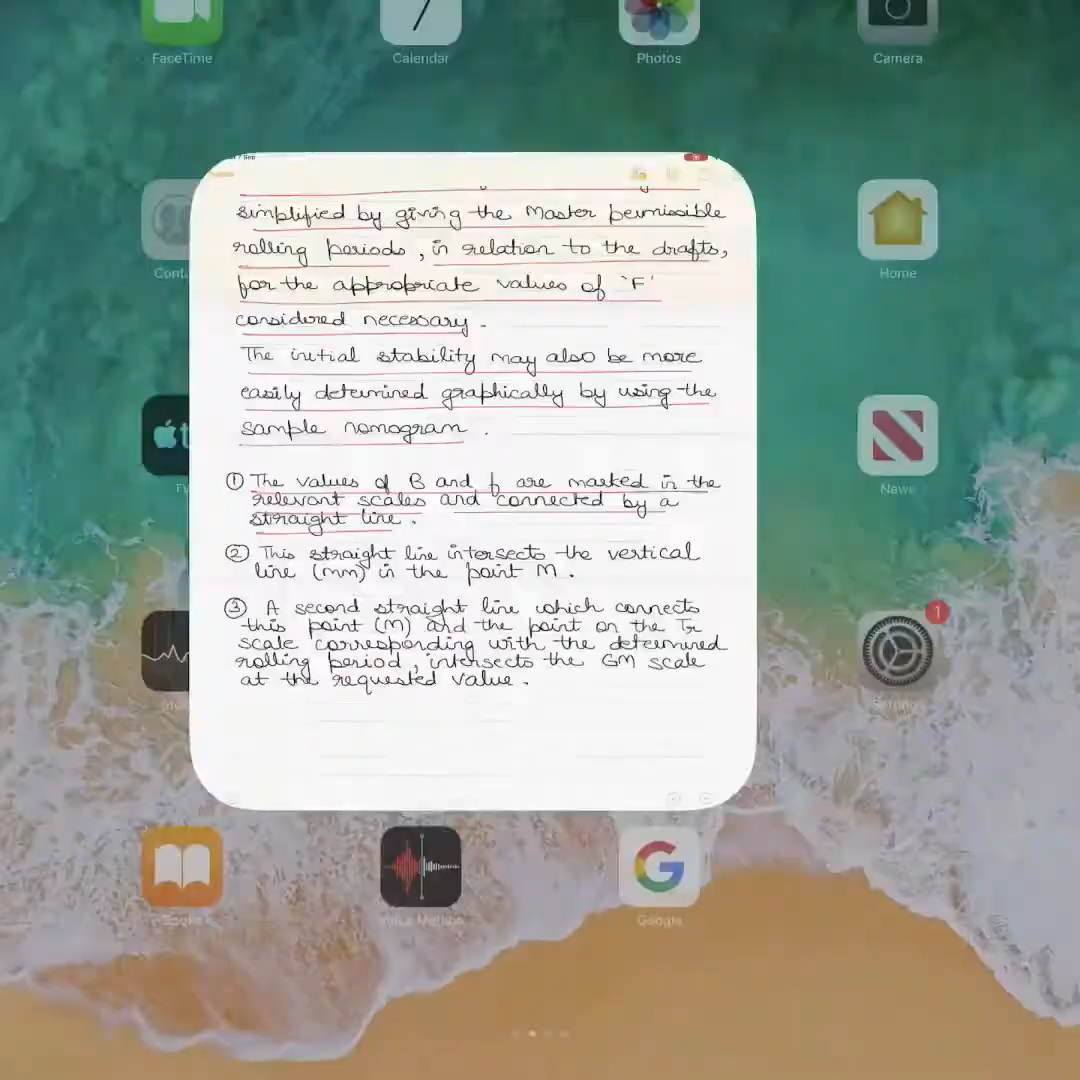 FaceTime
Calendar
Photos
Camera
simplified by giving the Master permissible
rolling periods, in relation to the drafts,
for the appropriate values of 'F'
considered necessary.
The initial stability may also be more
easily determined graphically by using the
sample nomogram.
① The values of B and f are marked in the
relevant scales and connected by a
straight line.
② This straight line intersects the vertical
line (mm) in the point M.
③ A second straight line which connects
this point (M) and the point on the Tr
scale corresponding with the determined
rolling period, intersects the GM scale
at the requested value.
Home
News
1
Settings
Books
Voice Memos
Google